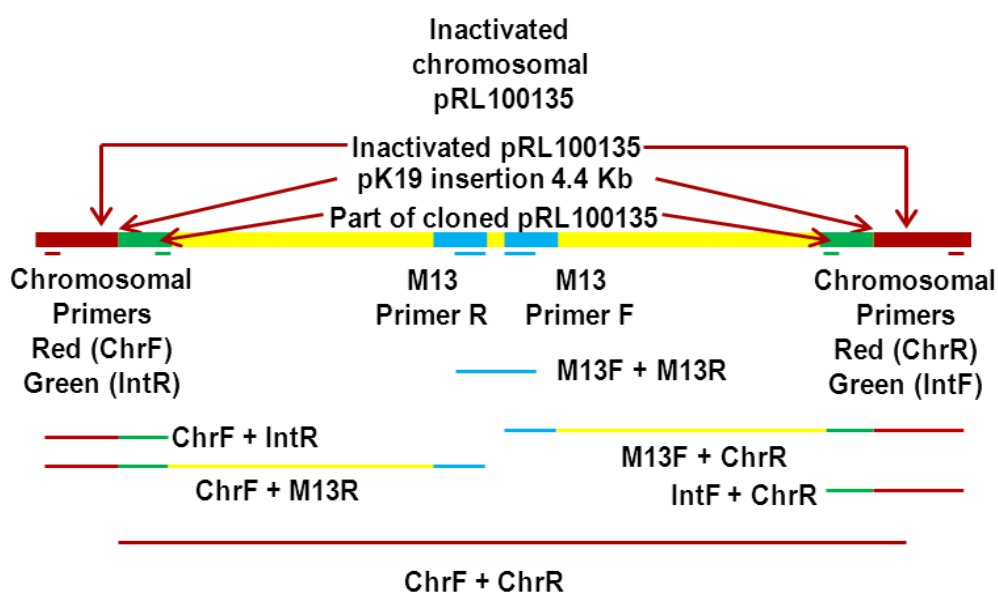 Inactivated
chromosomal
pRL100135
Inactivated pRL100135
pK19 insertion 4.4 Kb
Part of cloned pRL100135
Chromosomal
Primers
Red (ChrF)
Green (IntR)
M13
Primer R
M13
Primer F
Chromosomal
Primers
Red (ChrR)
Green (IntF)
M13F + M13R
ChrF + IntR
M13F + ChrR
ChrF + M13R
IntF + ChrR
ChrF + ChrR